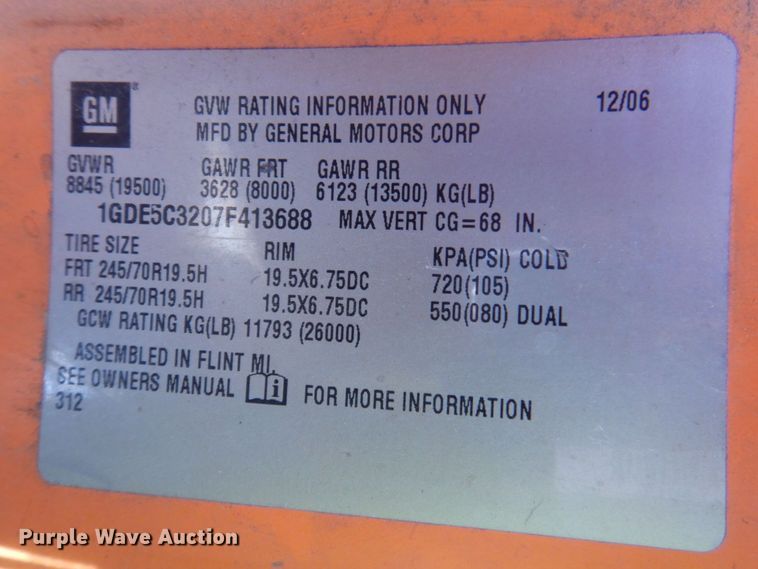 GM ®
GVW RATING INFORMATION ONLY 12/06
MFD BY GENERAL MOTORS CORP
GVWR GAWR FRT GAWR RR
8845 (19500) 3628 (8000) 6123 (13500) KG(LB)
1GDE5C3207F413688 MAX VERT CG=68 IN.
TIRE SIZE RIM KPA(PSI) COLD
FRT 245/70R19.5H 19.5X6.75DC 720(105)
RR 245/70R19.5H 19.5X6.75DC 550(080) DUAL
GCW RATING KG(LB) 11793 (26000)
ASSEMBLED IN FLINT MI.
SEE OWNERS MANUAL i FOR MORE INFORMATION
312
Purple Wave Auction®